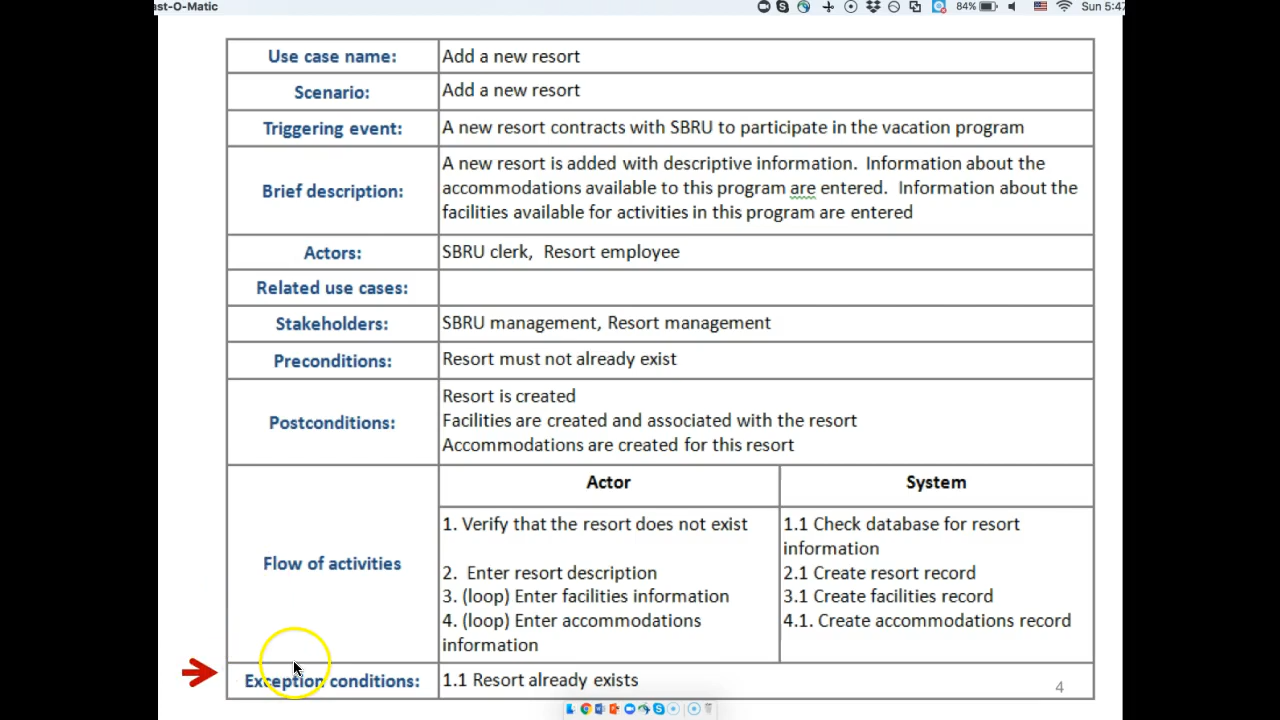 ast-O-Matic
84%
Sun 5:47
Use case name: Add a new resort
Scenario: Add a new resort
Triggering event: A new resort contracts with SBRU to participate in the vacation program
Brief description: A new resort is added with descriptive information. Information about the
accommodations available to this program are entered. Information about the
facilities available for activities in this program are entered
Actors: SBRU clerk, Resort employee
Related use cases:
Stakeholders: SBRU management, Resort management
Preconditions: Resort must not already exist
Postconditions: Resort is created
Facilities are created and associated with the resort
Accommodations are created for this resort
Flow of activities
Actor
1. Verify that the resort does not exist
2. Enter resort description
3. (loop) Enter facilities information
4. (loop) Enter accommodations
information
System
1.1 Check database for resort
information
2.1 Create resort record
3.1 Create facilities record
4.1. Create accommodations record
Exception conditions: 1.1 Resort already exists
4